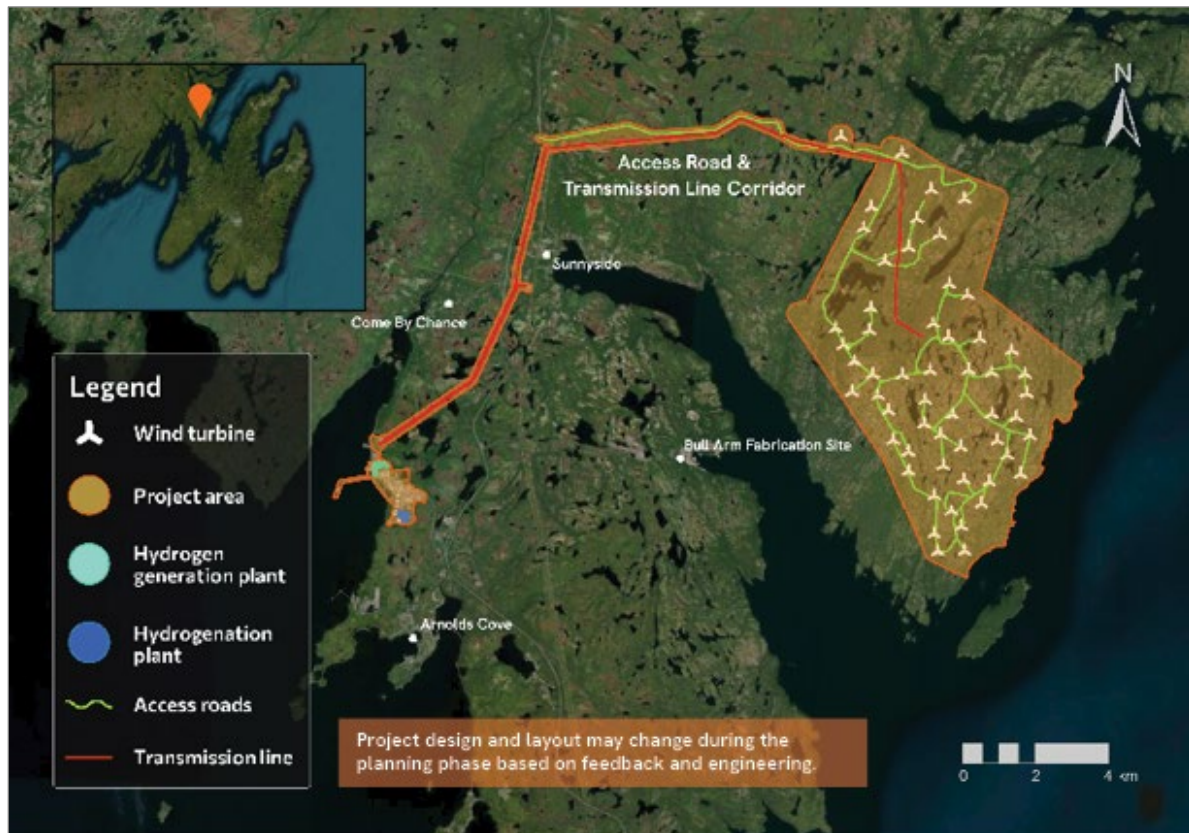 N
Access Road &
Transmission Line Corridor
Sunnyside
Come By Chance
Legend
Wind turbine
Project area
Hydrogen
generation plant
Hydrogenation
plant
Access roads
Transmission line
Bull Arm Fabrication Site
Arnolds Cove
Project design and layout may change during the
planning phase based on feedback and engineering.
0 2 4 km